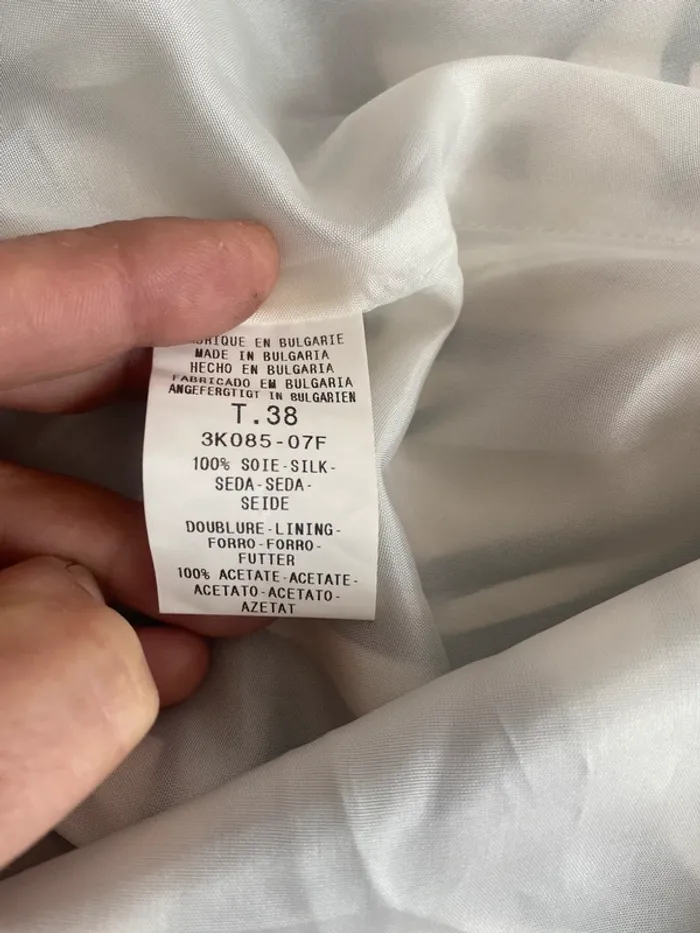 EN BULGARIE
MADE IN BULGARIA
HECHO EN BULGARIA
FABRICADO EM BULGARIA
ANGEFERGTIGT IN BULGARIEN
T.38
3K085-07F
100% SOIE-SILK-
SEDA-SEDA-
SEIDE
DOUBLURE-LINING-
FORRO-FORRO-
FUTTER
100% ACETATE-ACETATE-
ACETATO-ACETATO-
AZETAT